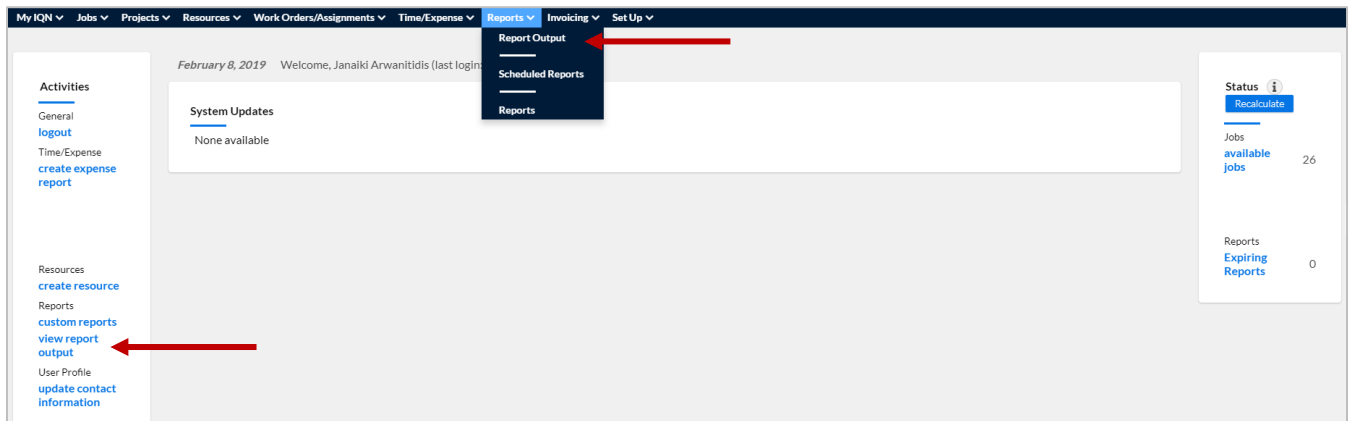 My IQN Jobs Projects Resources Work Orders/Assignments Time/Expense Reports Invoicing Set Up
Report Output
Scheduled Reports
Reports
February 8, 2019 Welcome, Janaiki Arwanitidis (last login:
Activities
General
logout
Time/Expense
create expense
report
Resources
create resource
Reports
custom reports
view report
output
User Profile
update contact
information
System Updates
None available
Status i
Recalculate
Jobs
available
jobs 26
Reports
Expiring
Reports 0